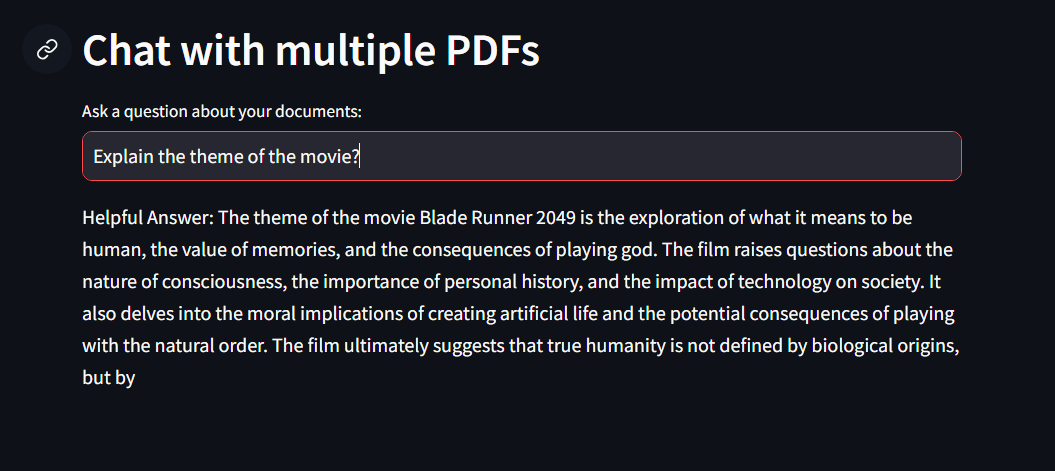 Chat with multiple PDFs
Ask a question about your documents:
Explain the theme of the movie?
Helpful Answer: The theme of the movie Blade Runner 2049 is the exploration of what it means to be
human, the value of memories, and the consequences of playing god. The film raises questions about the
nature of consciousness, the importance of personal history, and the impact of technology on society. It
also delves into the moral implications of creating artificial life and the potential consequences of playing
with the natural order. The film ultimately suggests that true humanity is not defined by biological origins,
but by